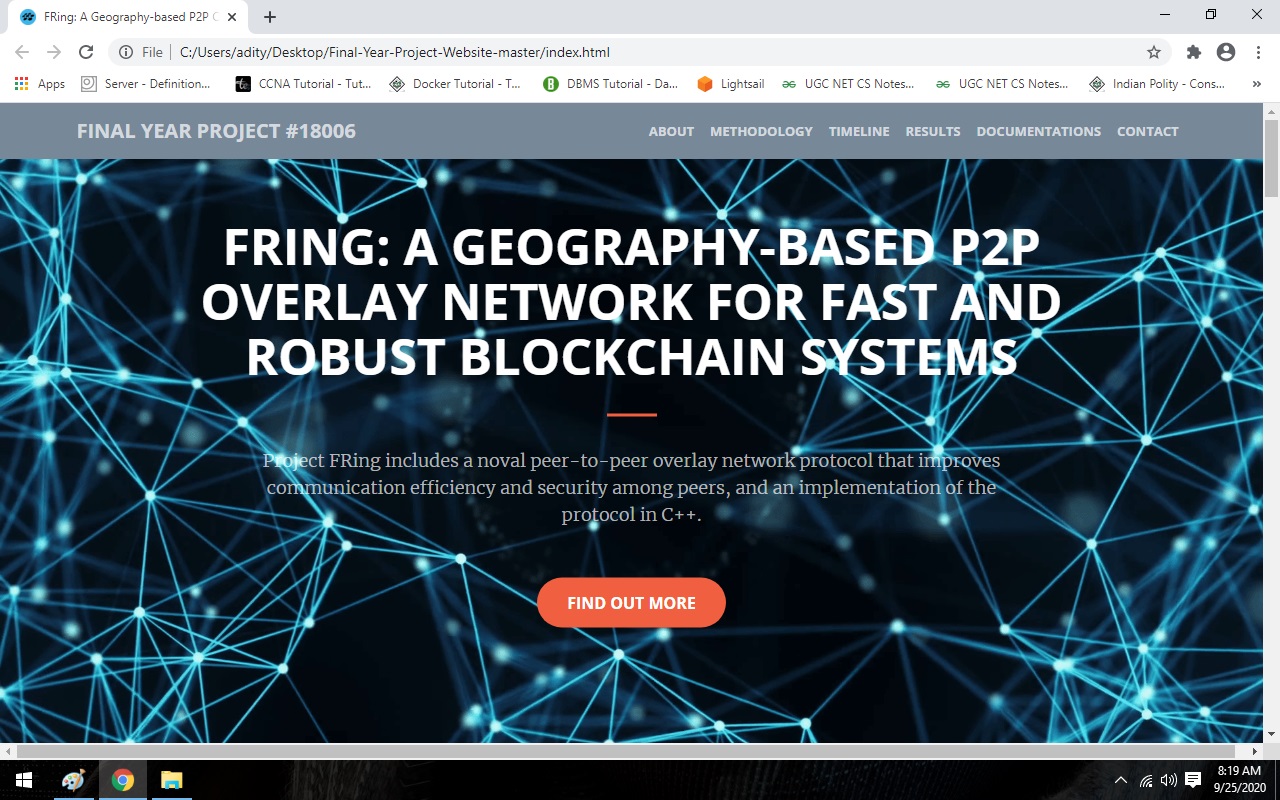 FRing: A Geography-based P2P
File
C:/Users/adity/Desktop/Final-Year-Project-Website-master/index.html
Apps
Server - Definition...
CCNA Tutorial - Tut...
Docker Tutorial - T...
DBMS Tutorial - Da...
Lightsail
UGC NET CS Notes...
UGC NET CS Notes...
Indian Polity - Cons...
»
FINAL YEAR PROJECT #18006
ABOUT METHODOLOGY TIMELINE RESULTS DOCUMENTATIONS CONTACT
FRING: A GEOGRAPHY-BASED P2P
OVERLAY NETWORK FOR FAST AND
ROBUST BLOCKCHAIN SYSTEMS
Project FRing includes a noval peer-to-peer overlay network protocol that improves
communication efficiency and security among peers, and an implementation of the
protocol in C++.
FIND OUT MORE
8:19 AM
9/25/2020